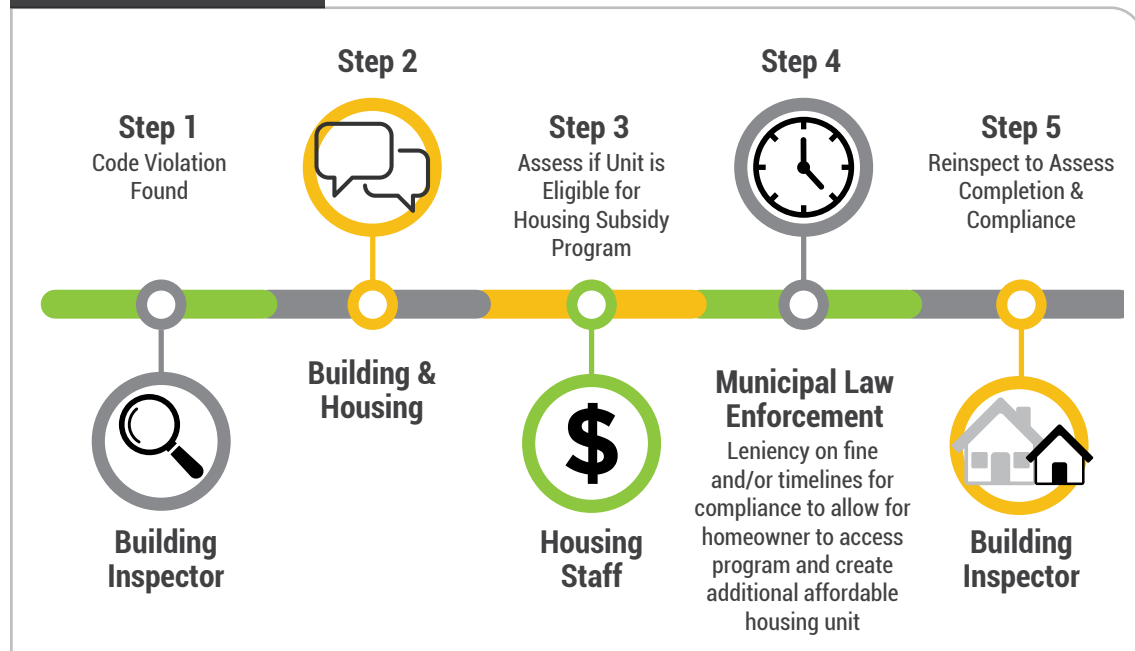 Step 1
Code Violation
Found
Building
Inspector
Step 2
Building &
Housing
Step 3
Assess if Unit is
Eligible for
Housing Subsidy
Program
$
Housing
Staff
Step 4
Municipal Law
Enforcement
Leniency on fine
and/or timelines for
compliance to allow for
homeowner to access
program and create
additional affordable
housing unit
Step 5
Reinspect to Assess
Completion &
Compliance
Building
Inspector